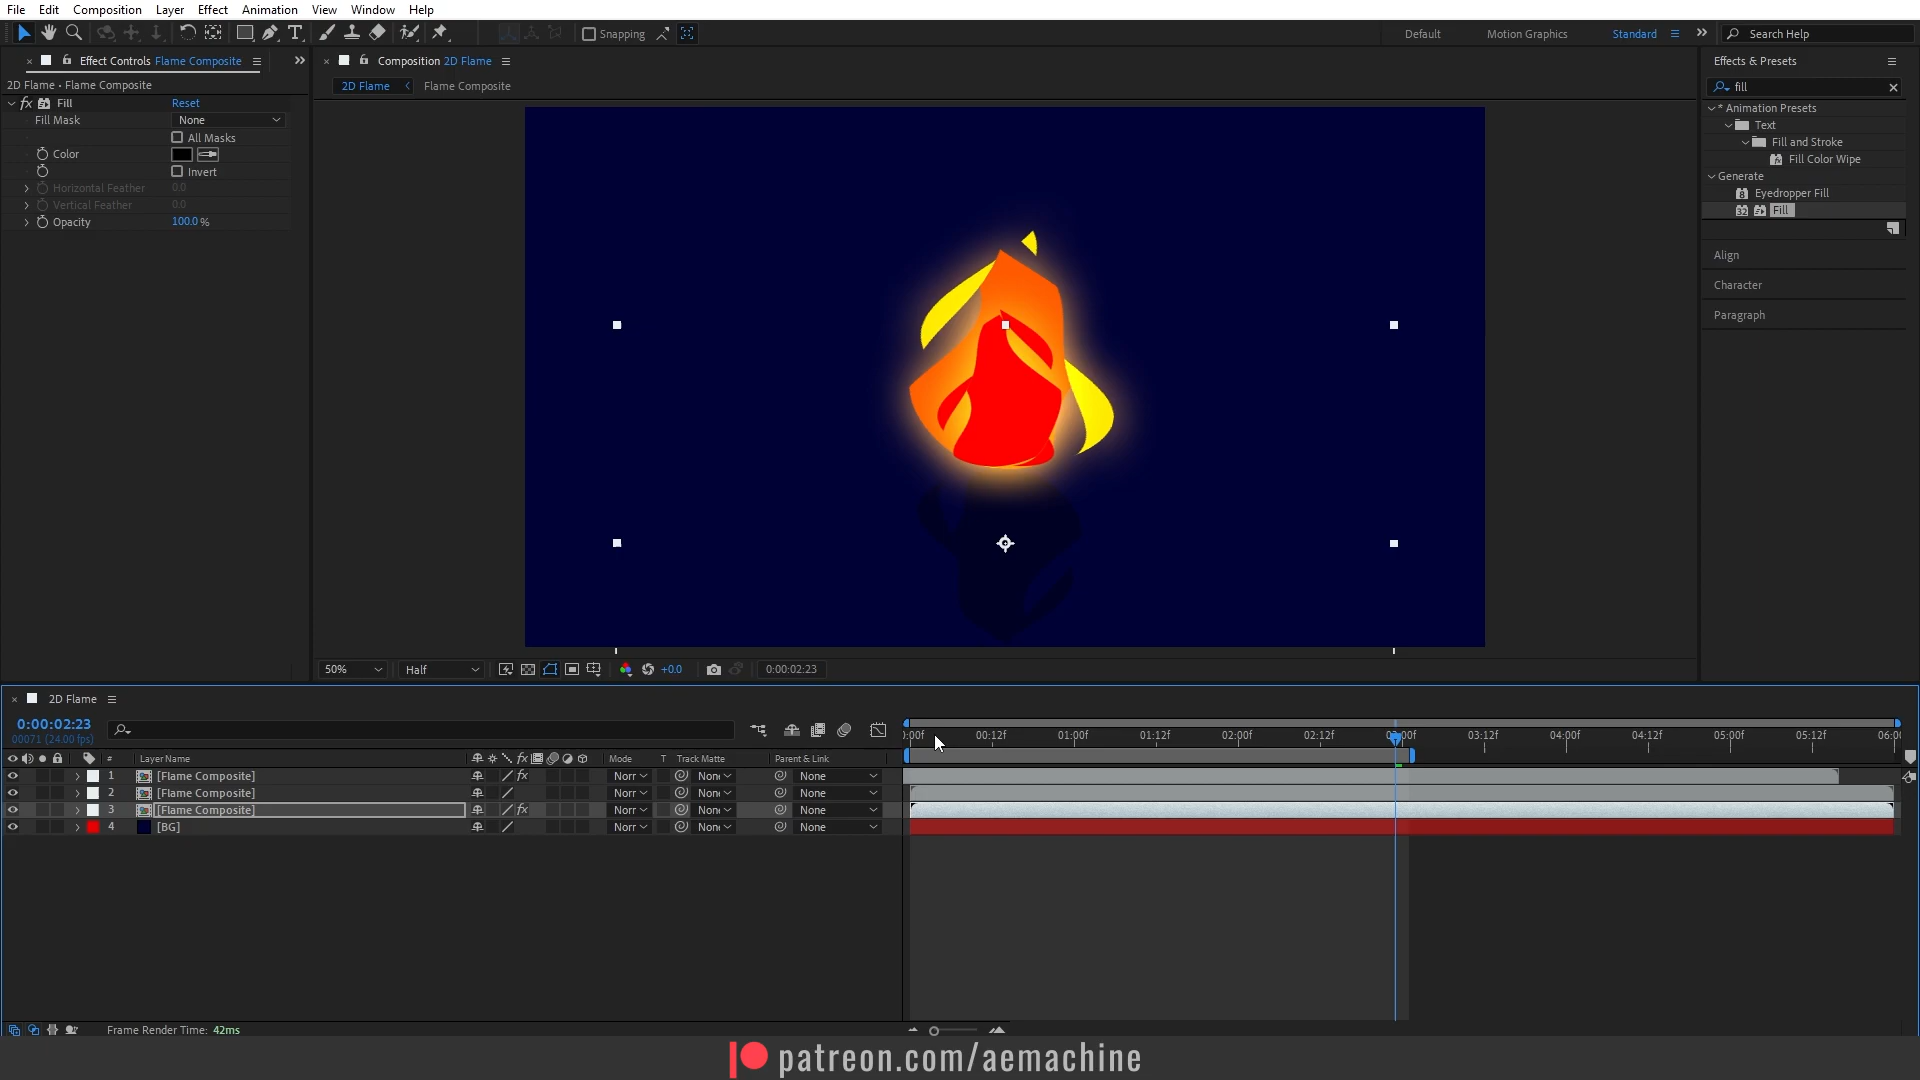 File Edit Composition Layer Effect Animation View Window Help
Snapping Default Motion Graphics Standard Search Help
Effect Controls Flame Composite
2D Flame • Flame Composite
fx Fill Reset
Fill Mask None
All Masks
Color
Invert
Horizontal Feather 0.0
Vertical Feather 0.0
Opacity 100.0 %
Composition 2D Flame
2D Flame Flame Composite
50% Half +0.0 0:00:02:23
Effects & Presets
fill
* Animation Presets
Text
Fill and Stroke
Fill Color Wipe
Generate
Eyedropper Fill
Fill
Align
Character
Paragraph
2D Flame
0:00:02:23
00071 (24.00 fps)
00:12f 01:00f 01:12f 02:00f 02:12f 03:12f 04:00f 04:12f 05:00f 05:12f 06:00
# Layer Name Mode T Track Matte Parent & Link
1 [Flame Composite] fx Norr None None
2 [Flame Composite] Norr None None
3 [Flame Composite] fx Norr None None
4 [BG] Norr None None
Frame Render Time: 42ms
patreon.com/aemachine